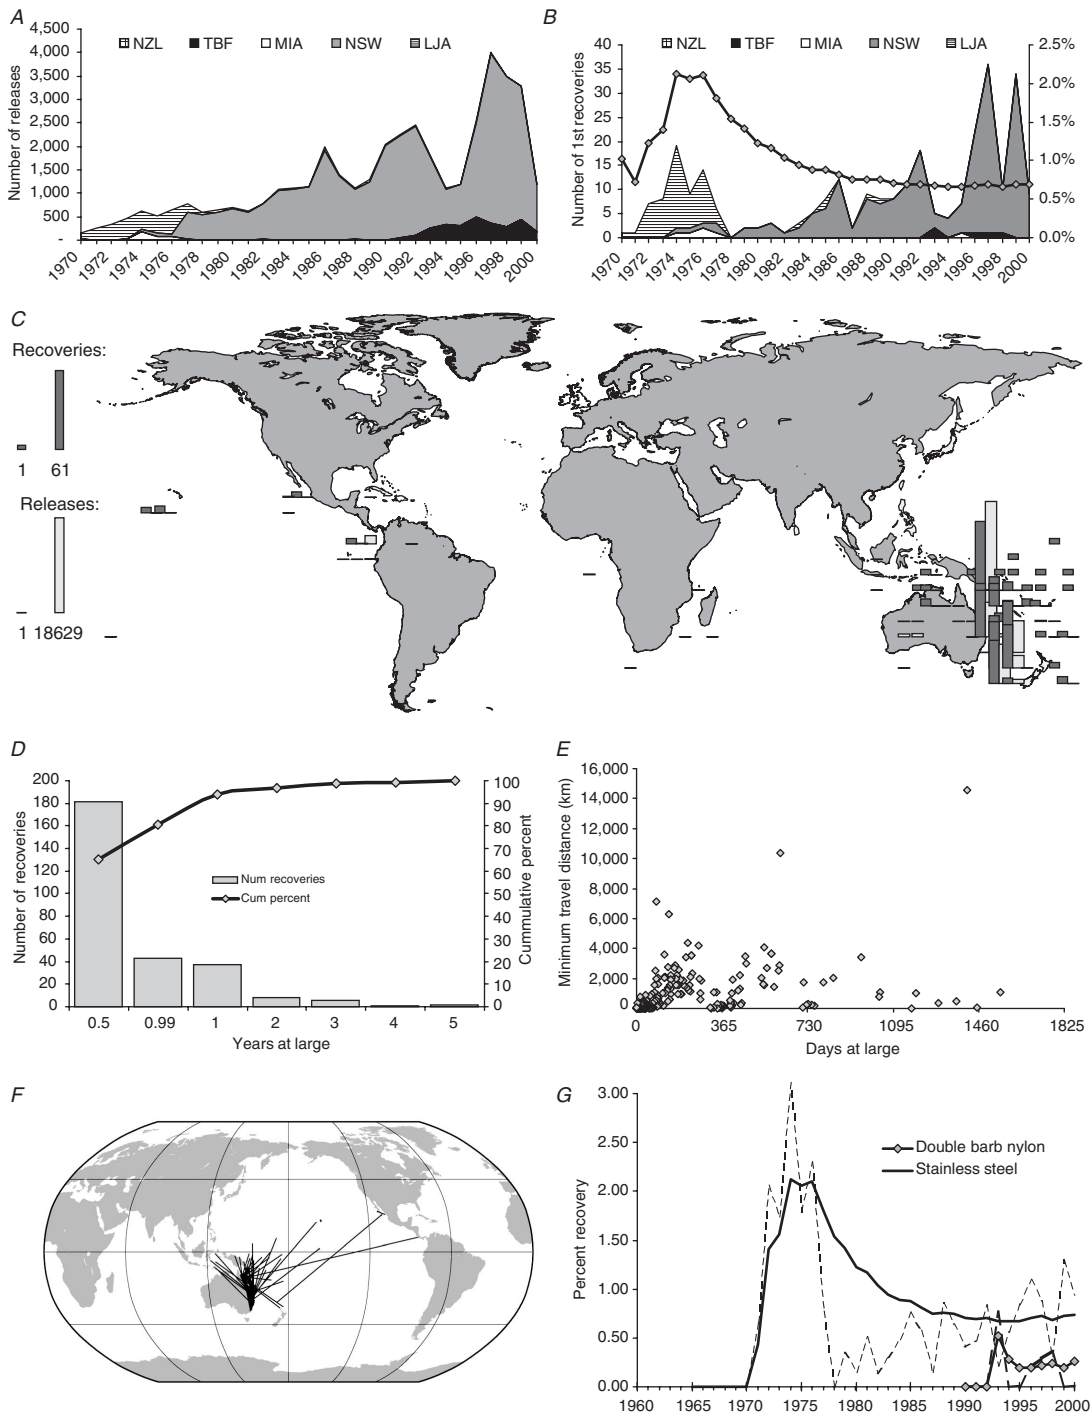 A
NZL TBF MIA NSW LJA
4,500
4,000
3,500
3,000
2,500
2,000
1,500
1,000
500
-
Number of releases
1970 1972 1974 1976 1978 1980 1982 1984 1986 1988 1990 1992 1994 1996 1998 2000
B
NZL TBF MIA NSW LJA
40
35
30
25
20
15
10
5
0
Number of 1st recoveries
2.5%
2.0%
1.5%
1.0%
0.5%
0.0%
1970 1972 1974 1976 1978 1980 1982 1984 1986 1988 1990 1992 1994 1996 1998 2000
C
Recoveries:
1 61
Releases:
1 18629
D
200
180
160
140
120
100
80
60
40
20
0
Number of recoveries
Num recoveries
Cum percent
100
90
80
70
60
50
40
30
20
10
0
Cummulative percent
0.5 0.99 1 2 3 4 5
Years at large
E
16,000
14,000
12,000
10,000
8,000
6,000
4,000
2,000
0
Minimum travel distance (km)
0 365 730 1095 1460 1825
Days at large
F
G
3.00
2.50
2.00
1.50
1.00
0.50
0.00
Percent recovery
Double barb nylon
Stainless steel
1960 1965 1970 1975 1980 1985 1990 1995 2000